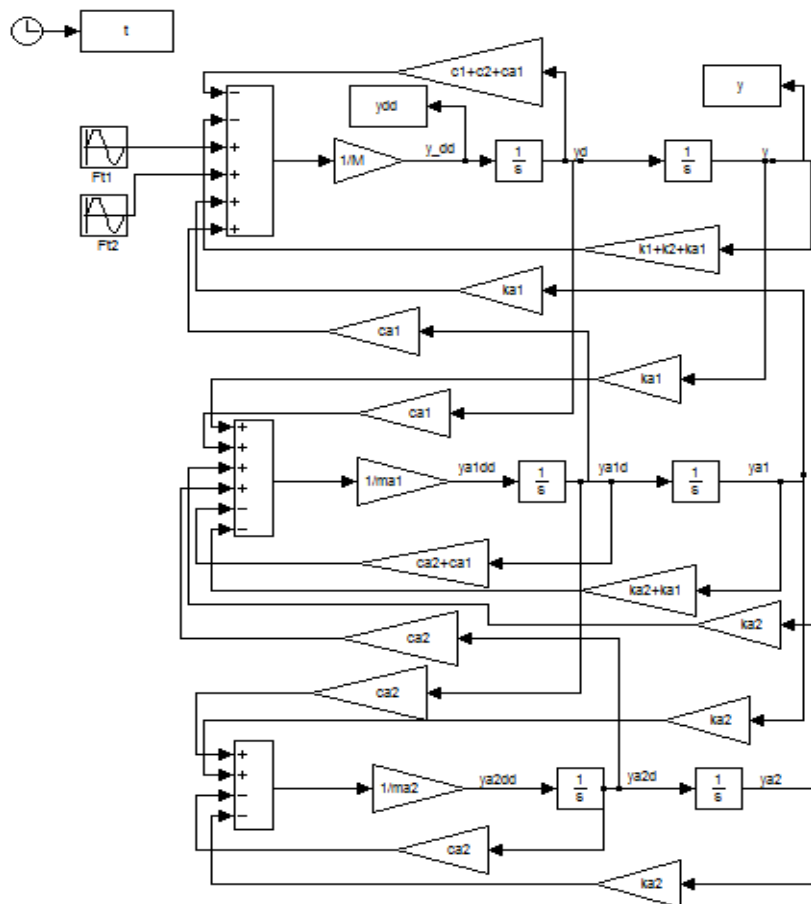 t
c1+c2+ca1
ydd
y
Ft1
1/M
y_dd
1
s
yd
1
s
y
Ft2
k1+k2+ka1
ka1
ca1
ka1
ca1
1/ma1
ya1dd
1
s
ya1d
1
s
ya1
ca2+ca1
ka2+ka1
ka2
ca2
ca2
ka2
1/ma2
ya2dd
1
s
ya2d
1
s
ya2
ca2
ka2